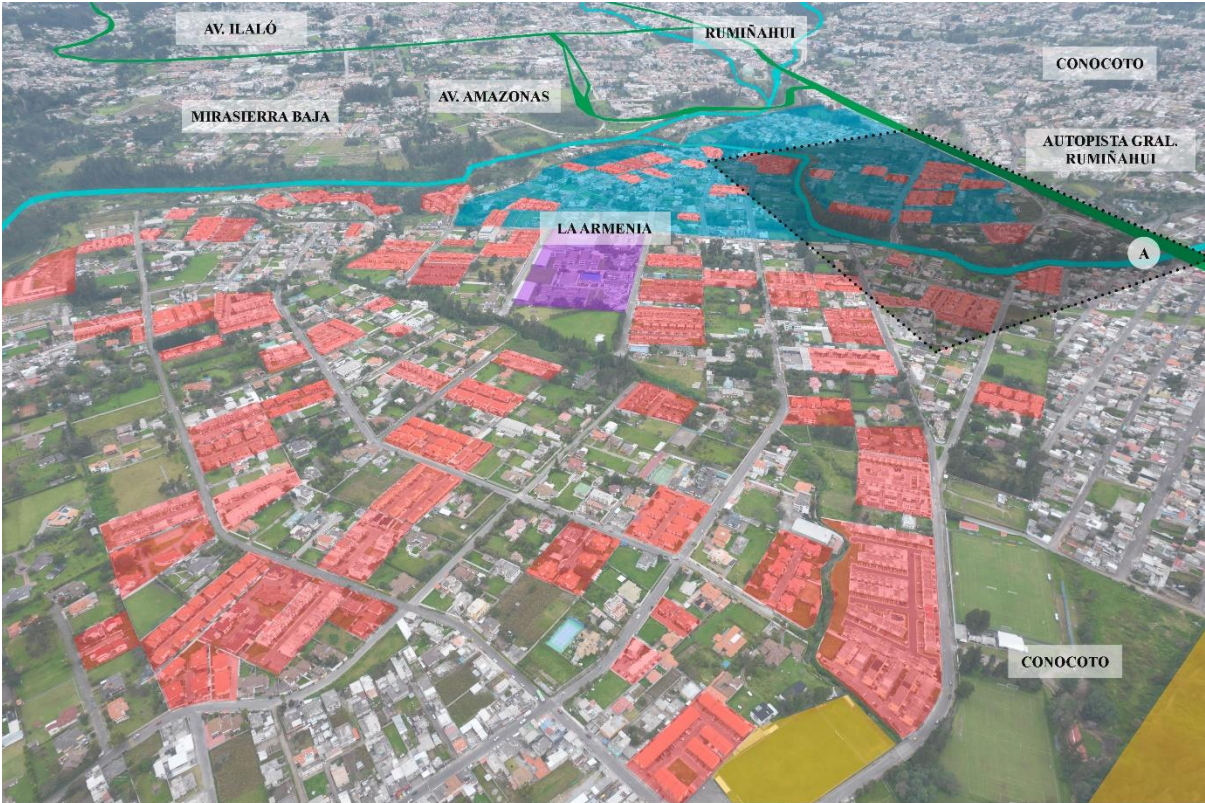 AV. ILALÓ
RUMIÑAHUI
CONOCOTO
AV. AMAZONAS
MIRASIERRA BAJA
AUTOPISTA GRAL.
RUMIÑAHUI
LA ARMENIA
A
CONOCOTO